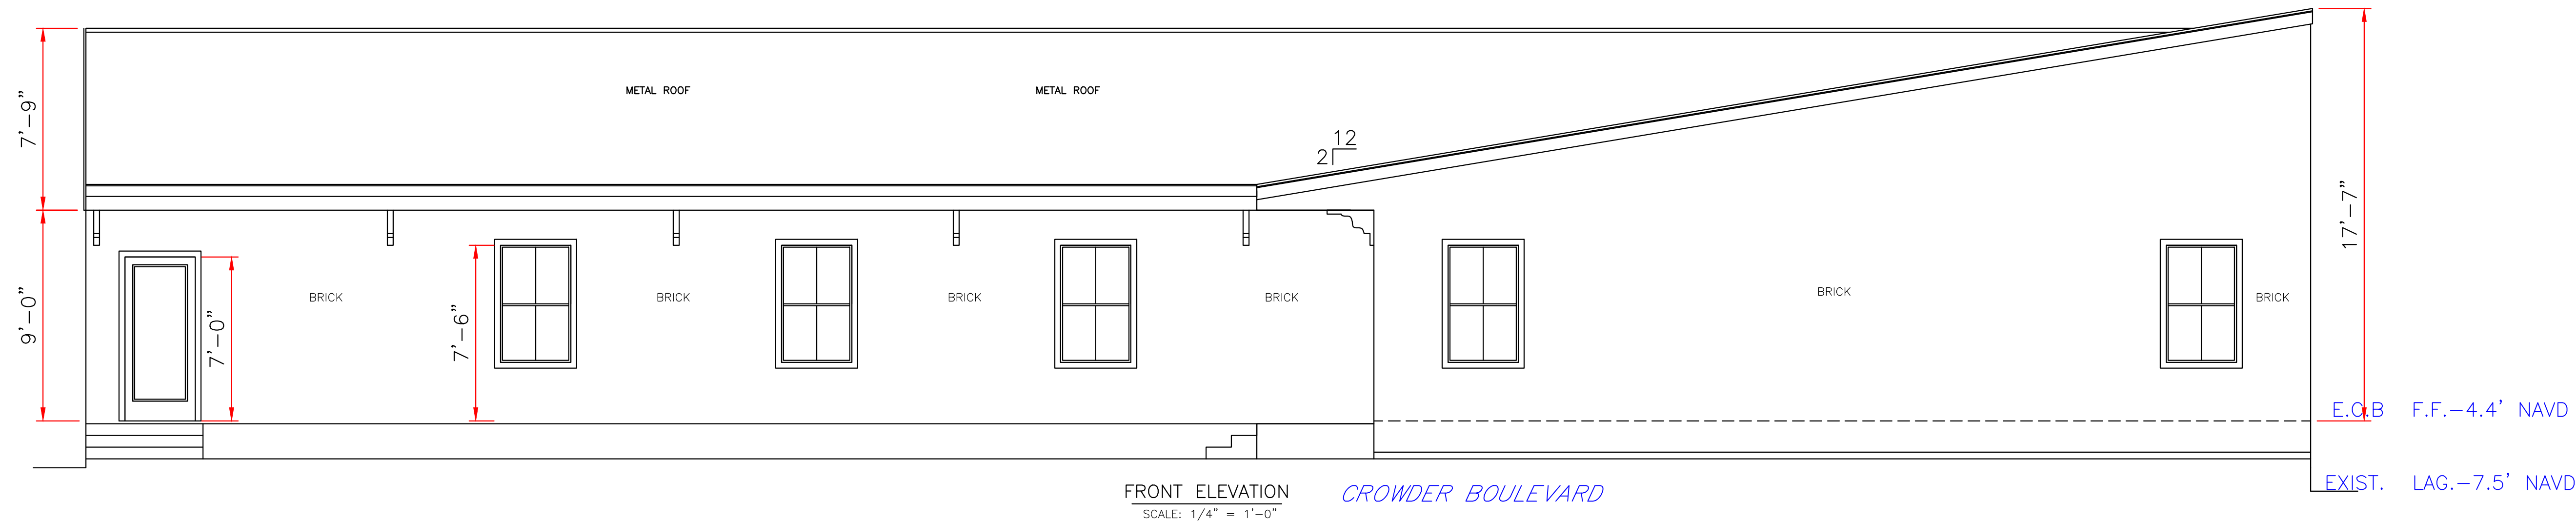 7'-9"
METAL ROOF
METAL ROOF
12
2
17'-7"
9'-0"
7'-0"
7'-6"
BRICK
BRICK
BRICK
BRICK
BRICK
BRICK
E.O.B F.F.-4.4' NAVD
EXIST. LAG.-7.5' NAVD
FRONT ELEVATION
SCALE: 1/4" = 1'-0"
CROWDER BOULEVARD